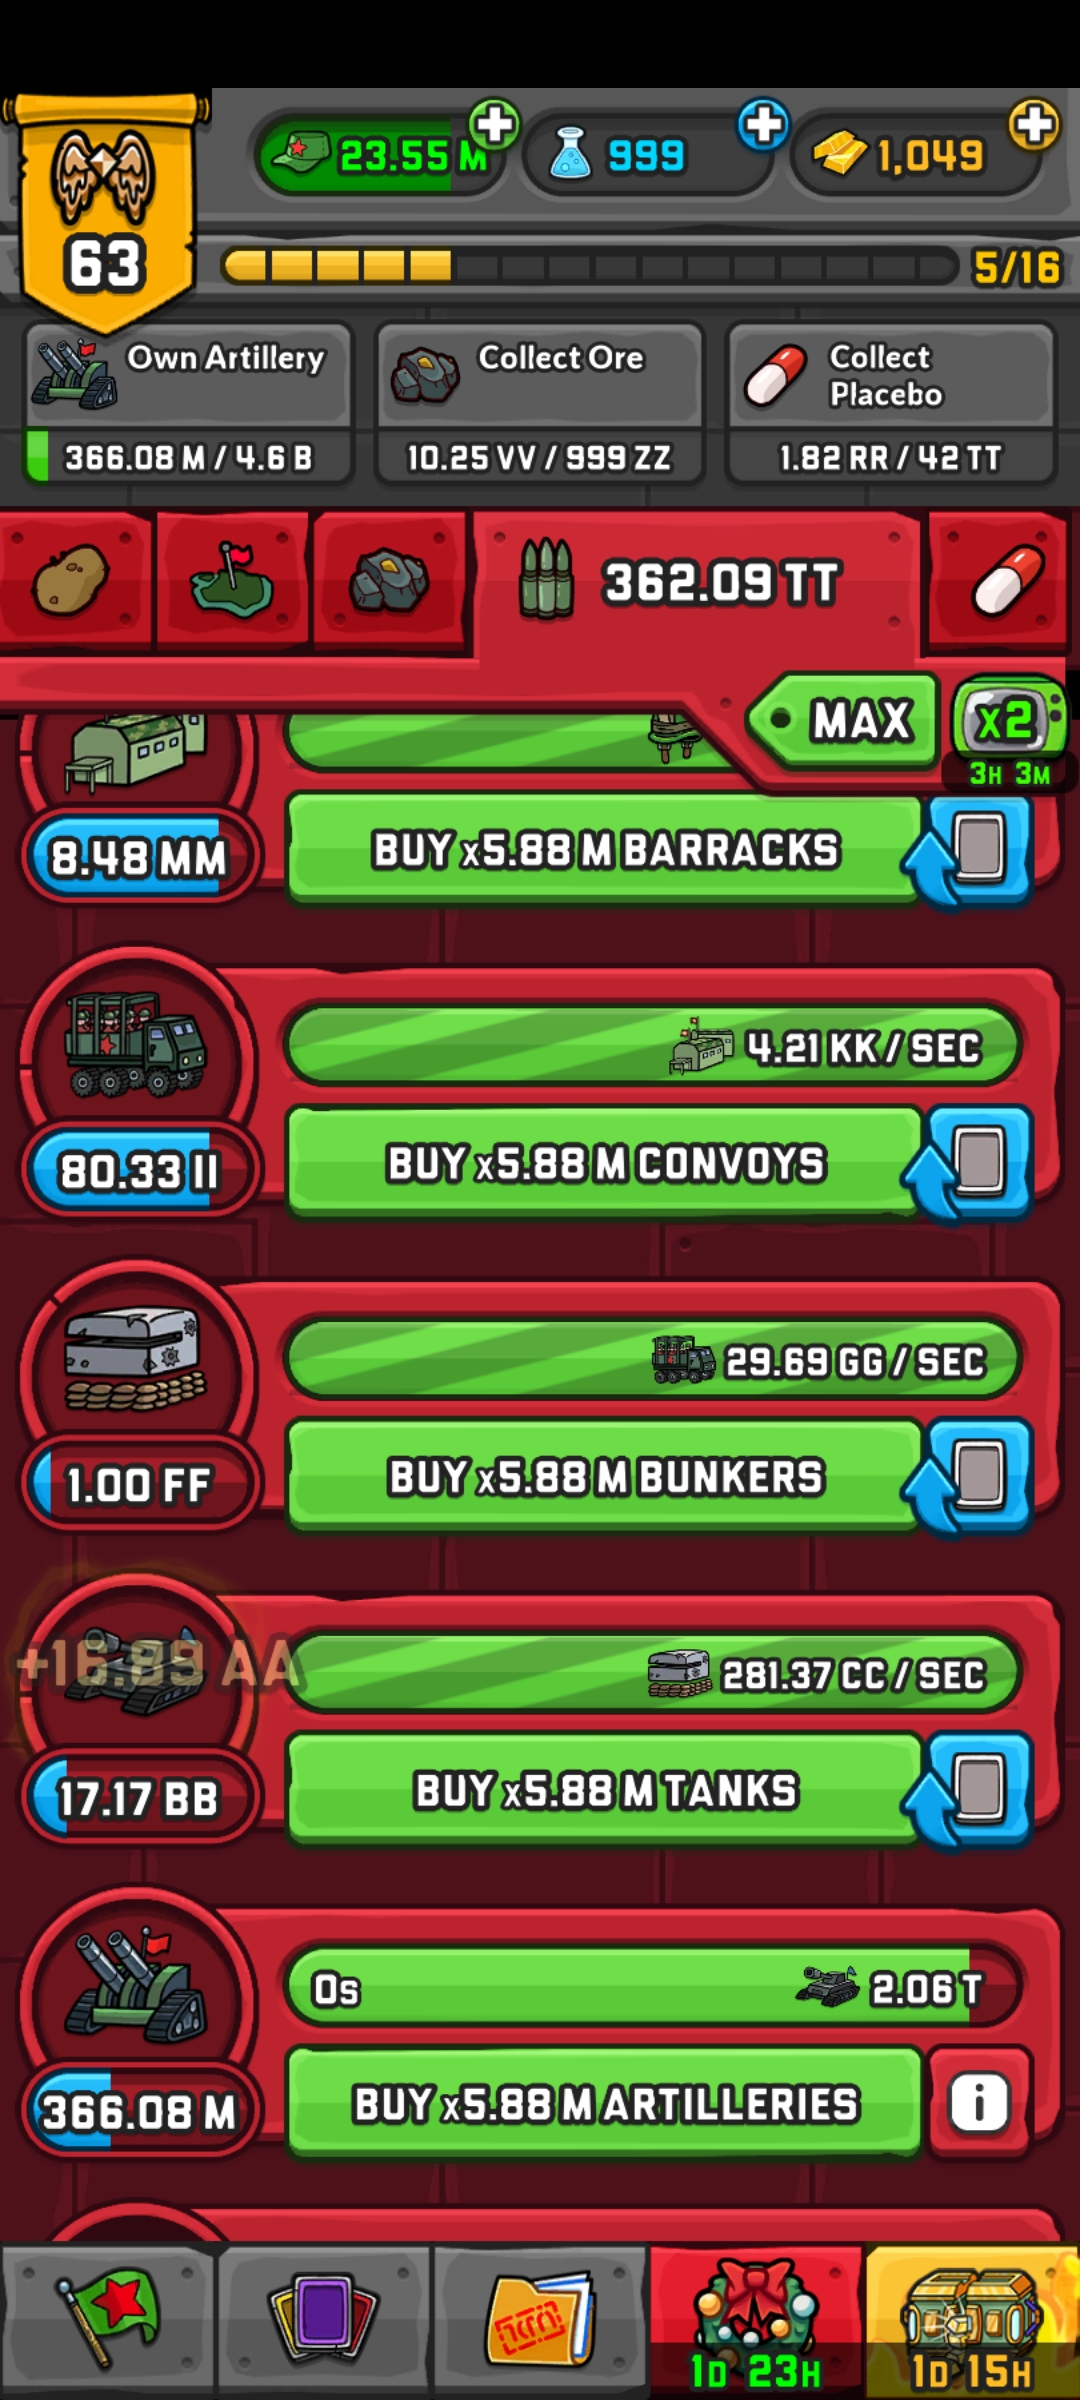 23.55 M
999
1,049
63
5/16
Own Artillery
366.08 M / 4.6 B
Collect Ore
10.25 VV / 999 ZZ
Collect
Placebo
1.82 RR / 42 TT
362.09 TT
MAX
x2
3H 3M
8.48 MM
BUY x5.88 M BARRACKS
4.21 KK / SEC
80.33 II
BUY x5.88 M CONVOYS
29.69 GG / SEC
1.00 FF
BUY x5.88 M BUNKERS
+16.89 AA
281.37 CC / SEC
17.17 BB
BUY x5.88 M TANKS
0s
2.06 T
366.08 M
BUY x5.88 M ARTILLERIES
i
1D 23H
1D 15H